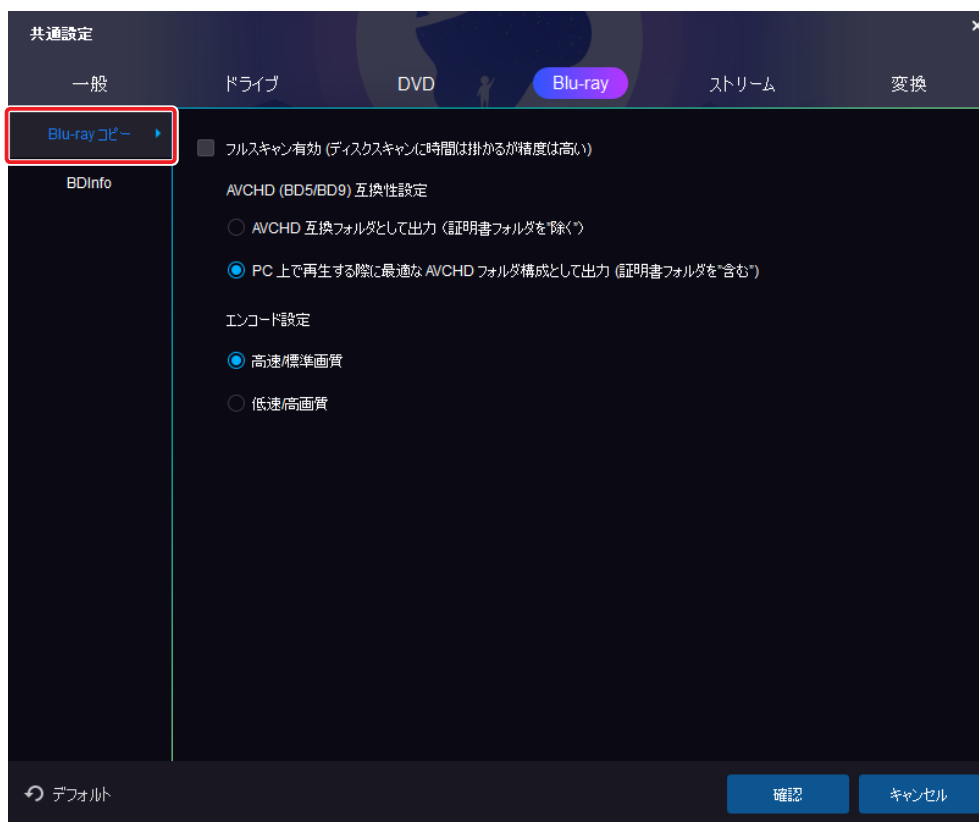 共通設定
一般 ドライブ DVD Blu-ray ストリーム 変換
Blu-ray コピー
BDInfo
フルスキャン有効 (ディスクスキャンに時間は掛かるが精度は高い)
AVCHD (BD5/BD9) 互換性設定
AVCHD 互換フォルダとして出力 (証明書フォルダを"除く")
PC 上で再生する際に最適な AVCHD フォルダ構成として出力 (証明書フォルダを"含む")
エンコード設定
高速/標準画質
低速/高画質
デフォルト 確認 キャンセル